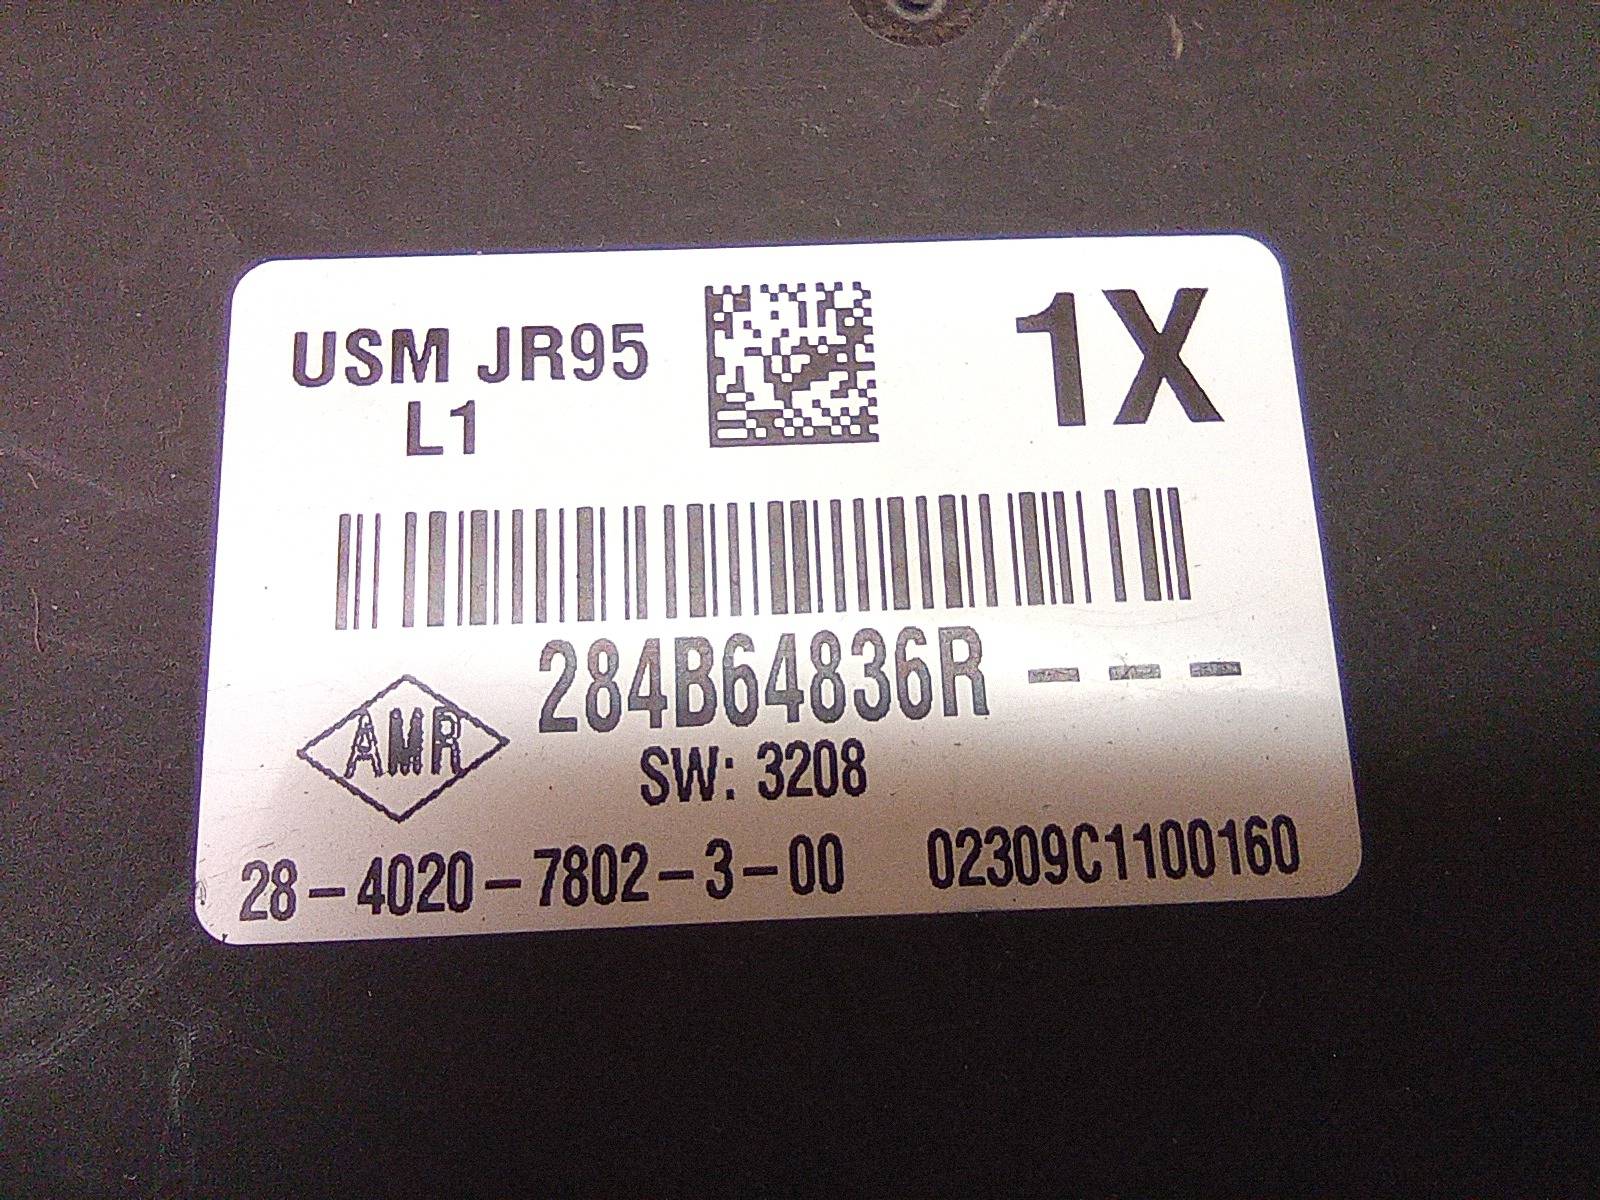 USM JR95
L1
1X
284B64836R - - -
AMR
SW: 3208
28-4020-7802-3-00 02309C1100160